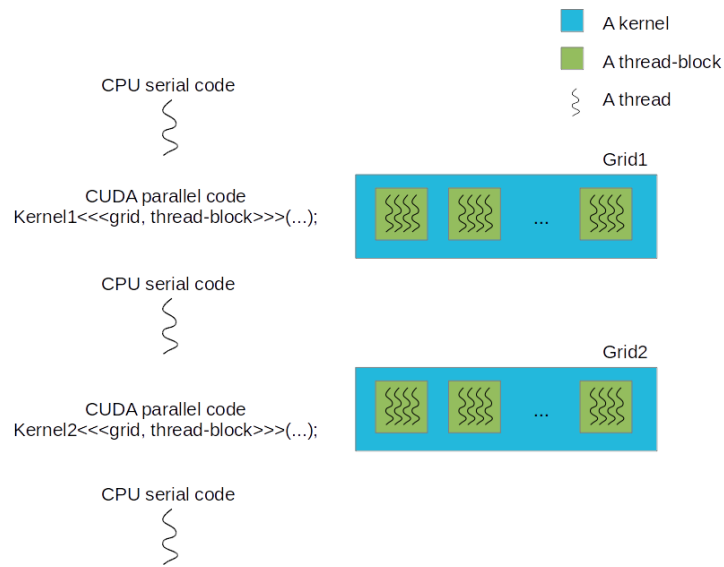 A kernel
A thread-block
A thread
CPU serial code
Grid1
CUDA parallel code
Kernel1<<<grid, thread-block>>>(...);
...
CPU serial code
Grid2
CUDA parallel code
Kernel2<<<grid, thread-block>>>(...);
...
CPU serial code